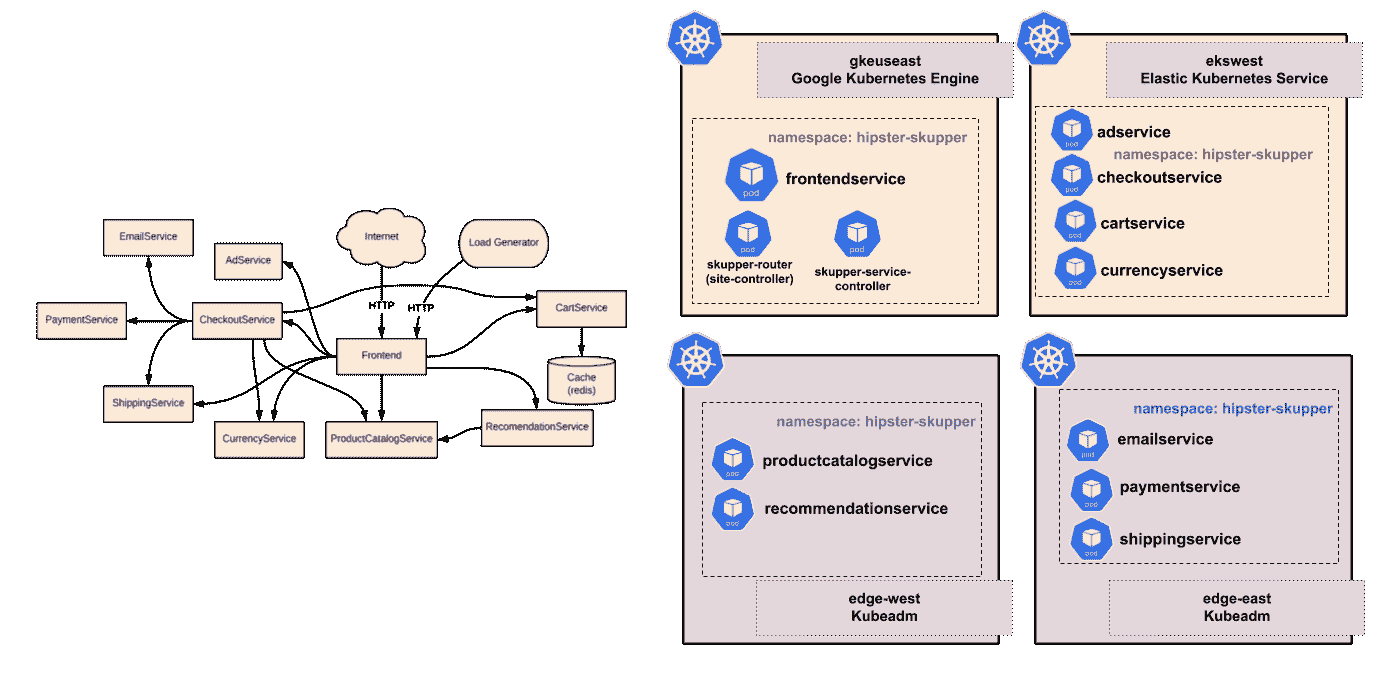 EmailService
AdService
Internet
Load Generator
HTTP
HTTP
PaymentService
CheckoutService
CartService
Frontend
Cache
(redis)
ShippingService
CurrencyService
ProductCatalogService
RecomendationService
gkeuseast
Google Kubernetes Engine
namespace: hipster-skupper
pod
frontendservice
pod
skupper-router
(site-controller)
pod
skupper-service-
controller
ekswest
Elastic Kubernetes Service
pod
adservice
namespace: hipster-skupper
pod
checkoutservice
pod
cartservice
pod
currencyservice
namespace: hipster-skupper
pod
productcatalogservice
pod
recommendationservice
edge-west
Kubeadm
namespace: hipster-skupper
pod
emailservice
pod
paymentservice
pod
shippingservice
edge-east
Kubeadm